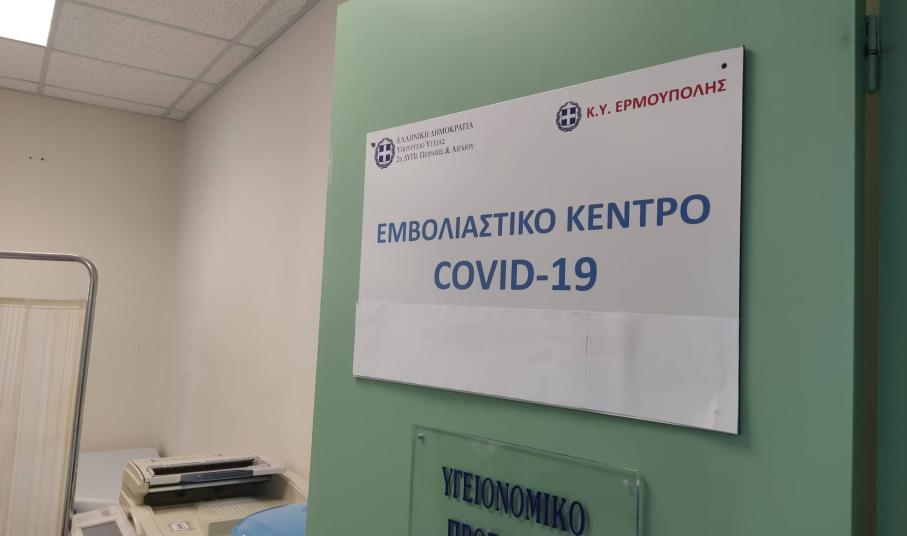 ΕΛΛΗΝΙΚΗ ΔΗΜΟΚΡΑΤΙΑ
ΥΠΟΥΡΓΕΙΟ ΥΓΕΙΑΣ
2η ΔΥΠε ΠΕΙΡΑΙΩΣ & ΑΙΓΑΙΟΥ
Κ.Υ. ΕΡΜΟΥΠΟΛΗΣ
ΕΜΒΟΛΙΑΣΤΙΚΟ ΚΕΝΤΡΟ
COVID-19
ΥΓΕΙΟΝΟΜΙΚΟ